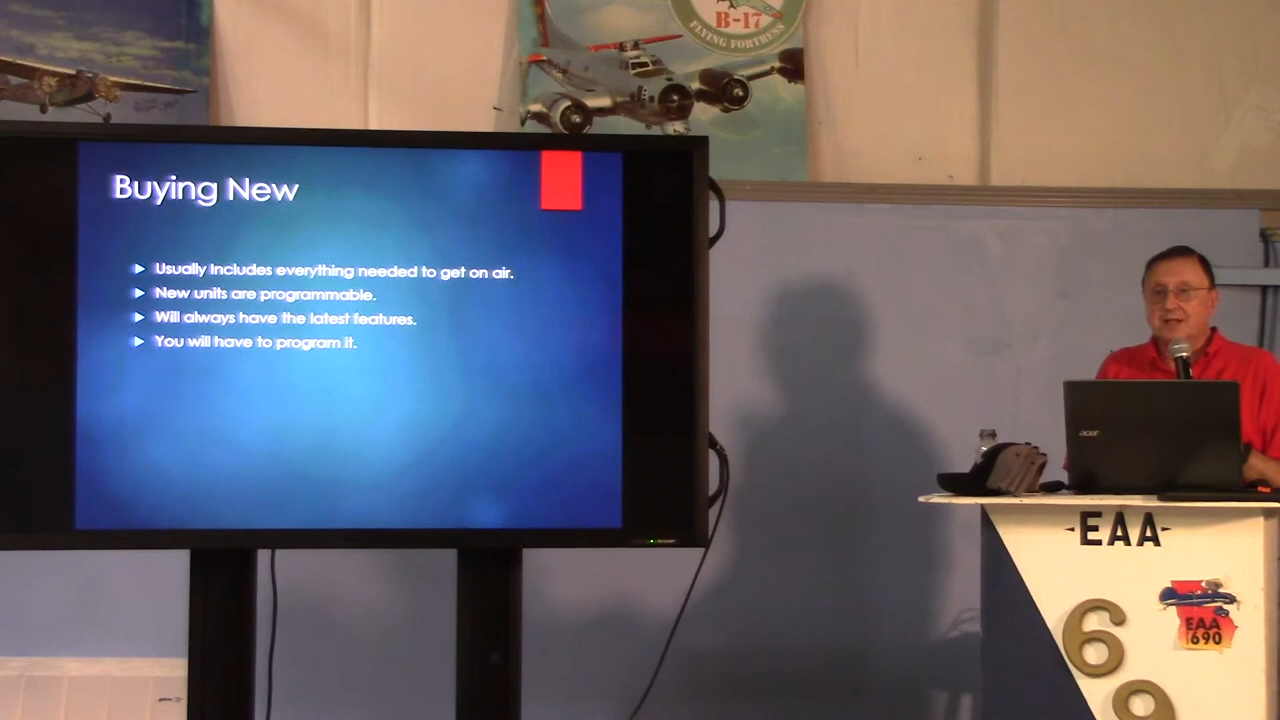 B-17
FLYING FORTRESS
Buying New
Usually Includes everything needed to get on air.
New units are programmable.
Will always have the latest features.
You will have to program it.
acer
EAA
6
9
EAA
690